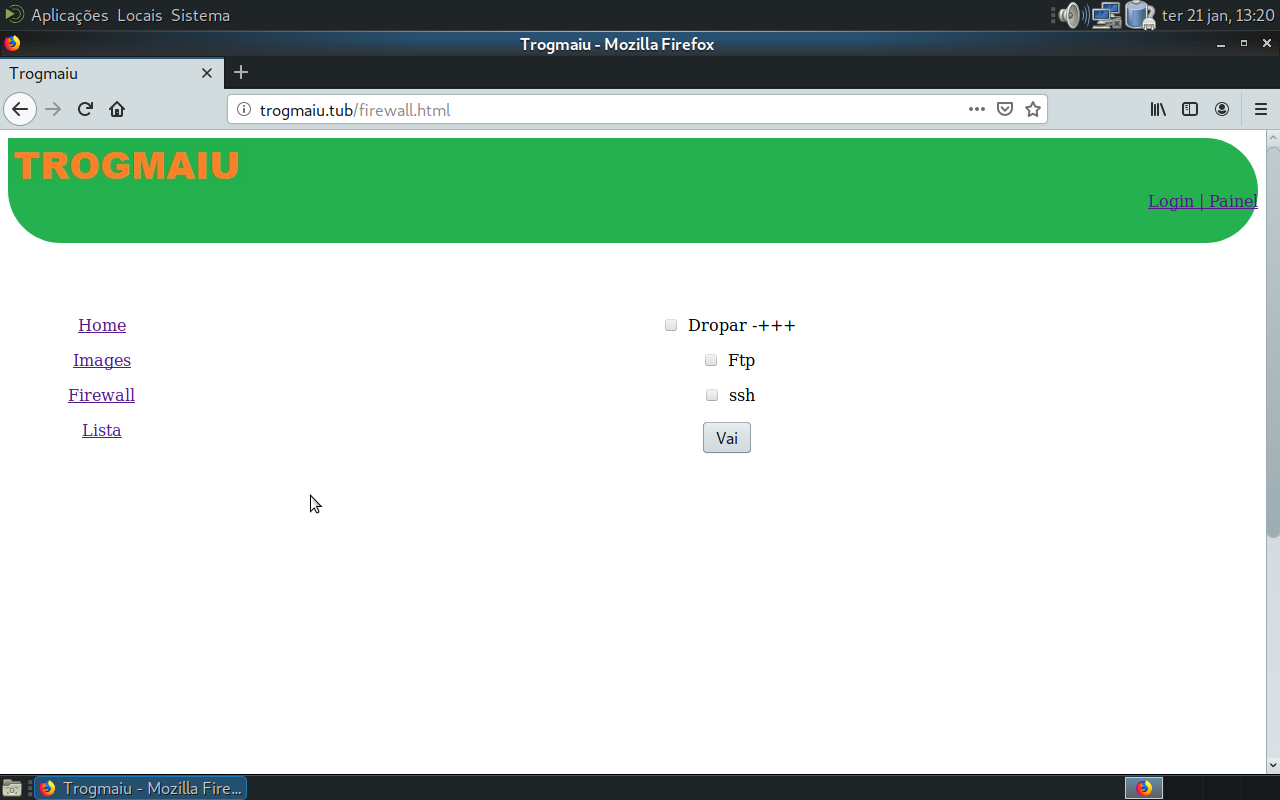 Aplicações Locais Sistema ter 21 jan, 13:20
Trogmaiu - Mozilla Firefox
Trogmaiu
trogmaiu.tub/firewall.html
TROGMAIU
Login | Painel
Home
Images
Firewall
Lista
Dropar -+++
Ftp
ssh
Vai
Trogmaiu - Mozilla Fire...